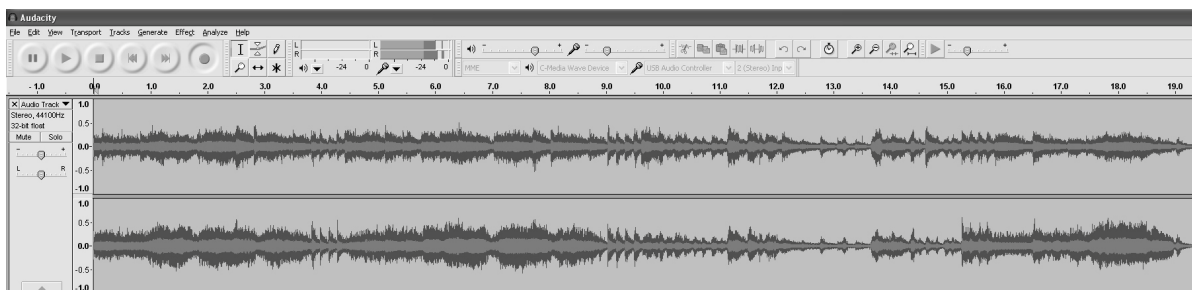 Audacity
File Edit View Transport Tracks Generate Effect Analyze Help
L
R
L
R
-24 0
-24 0
MME
C-Media Wave Device
USB Audio Controller
2 (Stereo) Inp
- 1.0 0.0 1.0 2.0 3.0 4.0 5.0 6.0 7.0 8.0 9.0 10.0 11.0 12.0 13.0 14.0 15.0 16.0 17.0 18.0 19.0
Audio Track
Stereo, 44100Hz
32-bit float
Mute Solo
- +
L R
1.0
0.5-
0.0-
-0.5-
-1.0
1.0
0.5-
0.0-
-0.5-
-1.0